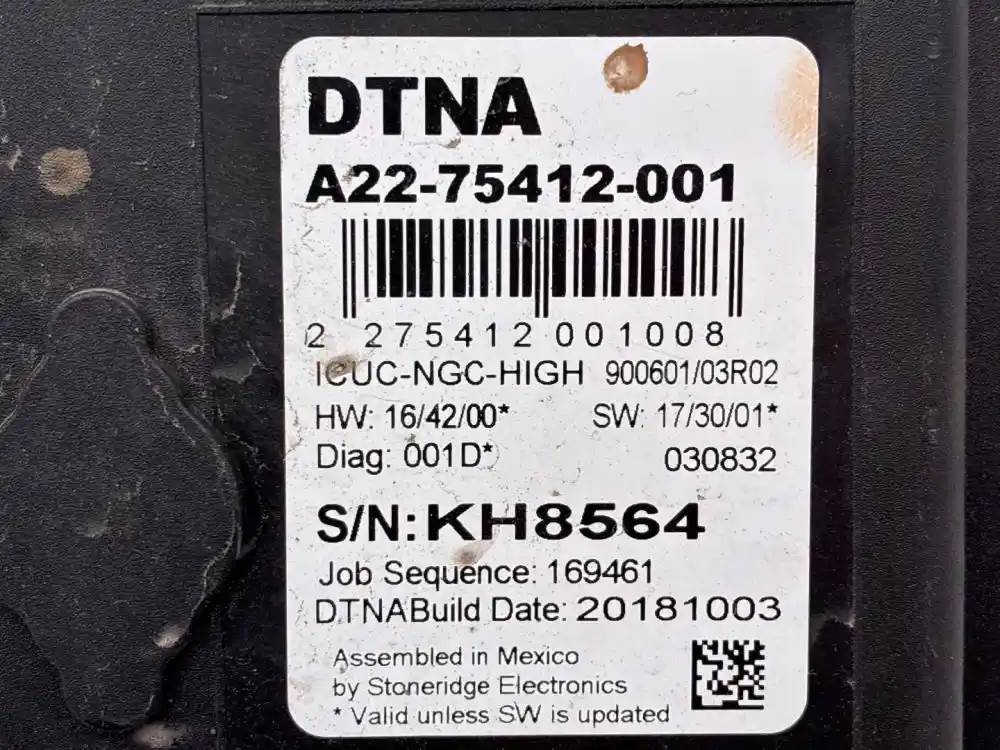 DTNA
A22-75412-001
2 275412 001008
ICUC-NGC-HIGH 900601/03R02
HW: 16/42/00* SW: 17/30/01*
Diag: 001D* 030832
S/N: KH8564
Job Sequence: 169461
DTNABuild Date: 20181003
Assembled in Mexico
by Stoneridge Electronics
* Valid unless SW is updated